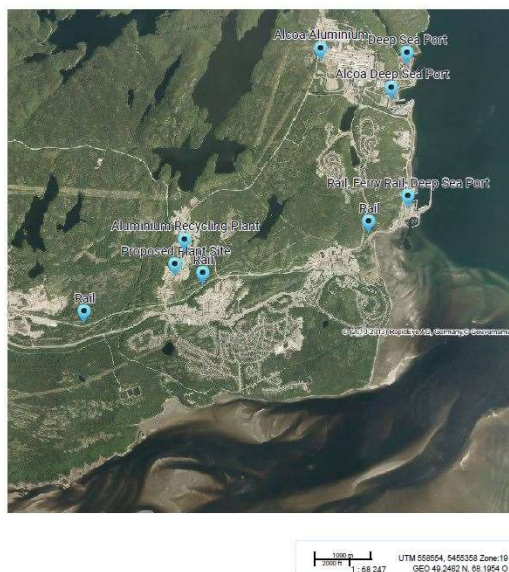 Alcoa Aluminium
Deep Sea Port
Alcoa Deep Sea Port
Rail, Ferry Rail, Deep Sea Port
Rail
Aluminium Recycling Plant
Proposed Plant Site
Rail
Rail
1000 m
2000 ft
1 : 68 247
UTM 558554, 5455358 Zone:19
GEO 49.2482 N, 68.1954 O